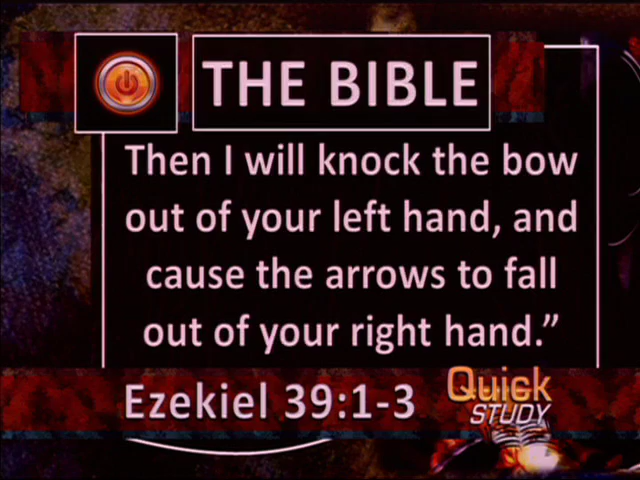 THE BIBLE
Then I will knock the bow
out of your left hand, and
cause the arrows to fall
out of your right hand.”
Ezekiel 39:1-3
Quick
STUDY